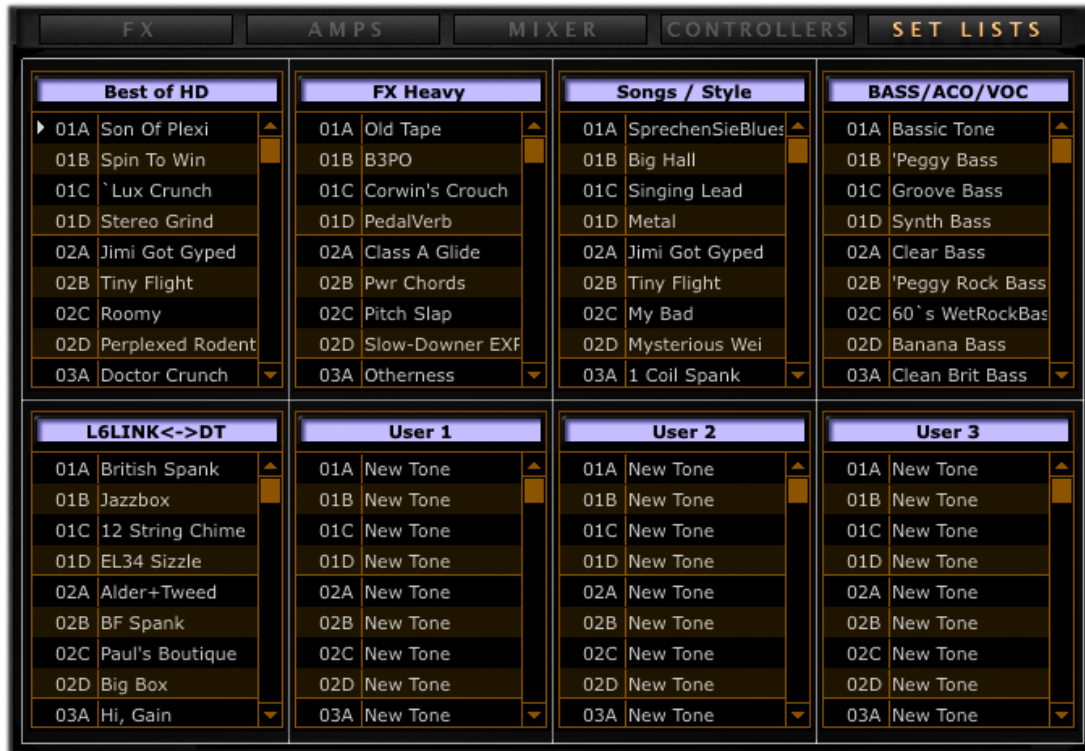 FX AMPS MIXER CONTROLLERS SET LISTS
Best of HD
01A Son Of Plexi
01B Spin To Win
01C `Lux Crunch
01D Stereo Grind
02A Jimi Got Gyped
02B Tiny Flight
02C Roomy
02D Perplexed Rodent
03A Doctor Crunch
FX Heavy
01A Old Tape
01B B3PO
01C Corwin's Crouch
01D PedalVerb
02A Class A Glide
02B Pwr Chords
02C Pitch Slap
02D Slow-Downer EXP
03A Otherness
Songs / Style
01A SprechenSieBlues
01B Big Hall
01C Singing Lead
01D Metal
02A Jimi Got Gyped
02B Tiny Flight
02C My Bad
02D Mysterious Wei
03A 1 Coil Spank
BASS/ACO/VOC
01A Bassic Tone
01B 'Peggy Bass
01C Groove Bass
01D Synth Bass
02A Clear Bass
02B 'Peggy Rock Bass
02C 60`s WetRockBas
02D Banana Bass
03A Clean Brit Bass
L6LINK<->DT
01A British Spank
01B Jazzbox
01C 12 String Chime
01D EL34 Sizzle
02A Alder+Tweed
02B BF Spank
02C Paul's Boutique
02D Big Box
03A Hi, Gain
User 1
01A New Tone
01B New Tone
01C New Tone
01D New Tone
02A New Tone
02B New Tone
02C New Tone
02D New Tone
03A New Tone
User 2
01A New Tone
01B New Tone
01C New Tone
01D New Tone
02A New Tone
02B New Tone
02C New Tone
02D New Tone
03A New Tone
User 3
01A New Tone
01B New Tone
01C New Tone
01D New Tone
02A New Tone
02B New Tone
02C New Tone
02D New Tone
03A New Tone